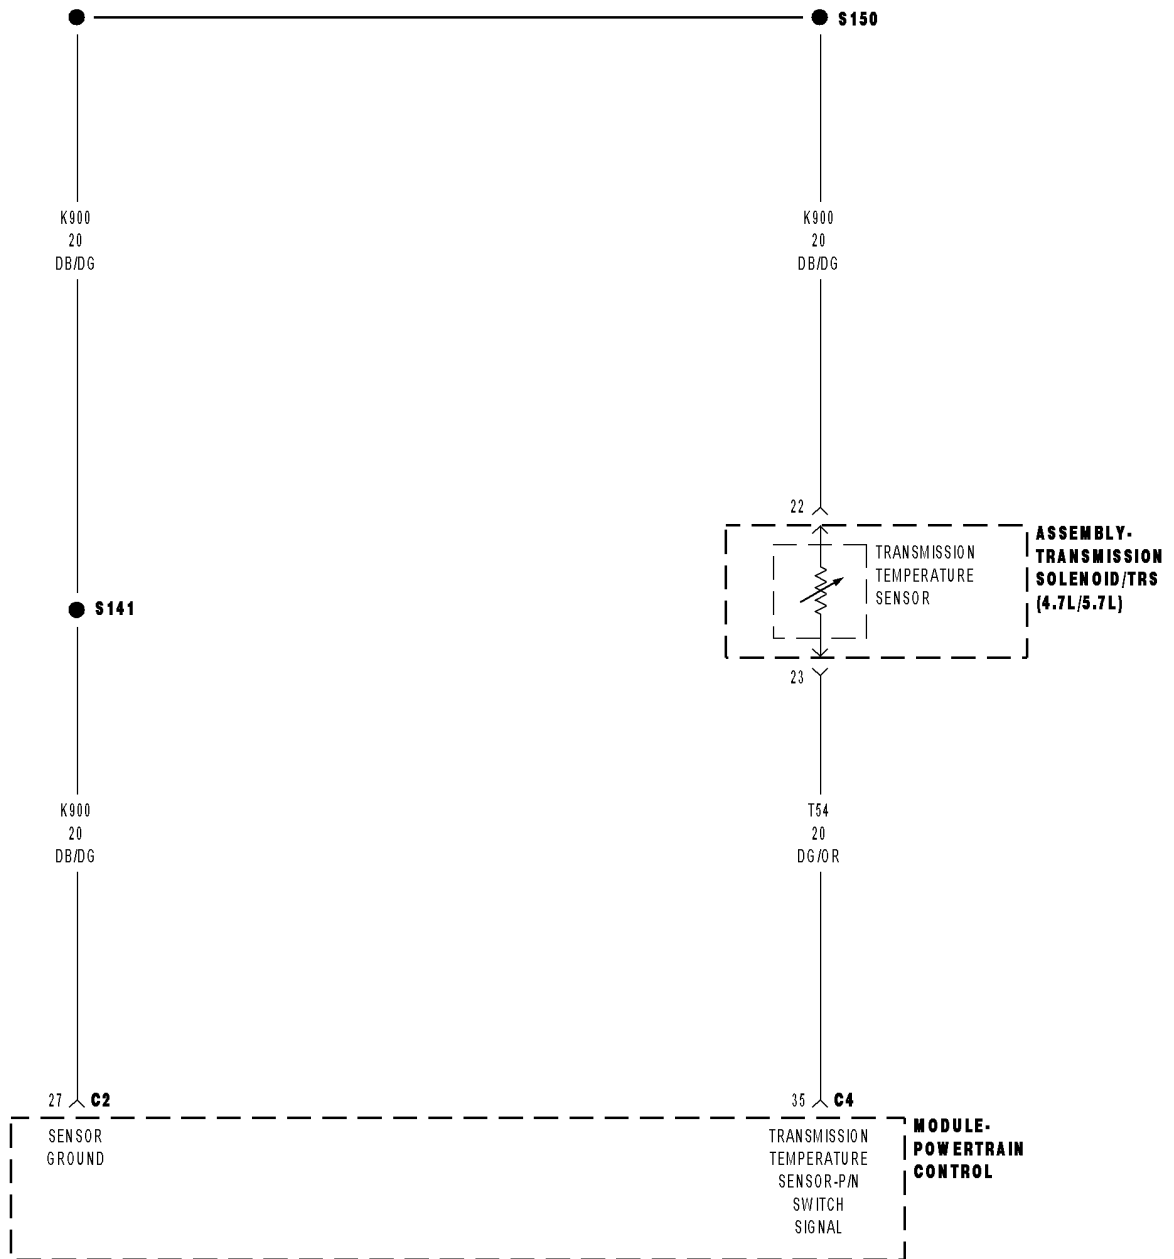 S150
K900
20
DB/DG
K900
20
DB/DG
22
ASSEMBLY-
TRANSMISSION
SOLENOID/TRS
(4.7L/5.7L)
TRANSMISSION
TEMPERATURE
SENSOR
S141
23
K900
20
DB/DG
T54
20
DG/OR
27 C2
35 C4
SENSOR
GROUND
TRANSMISSION
TEMPERATURE
SENSOR-P/N
SWITCH
SIGNAL
MODULE-
POWERTRAIN
CONTROL